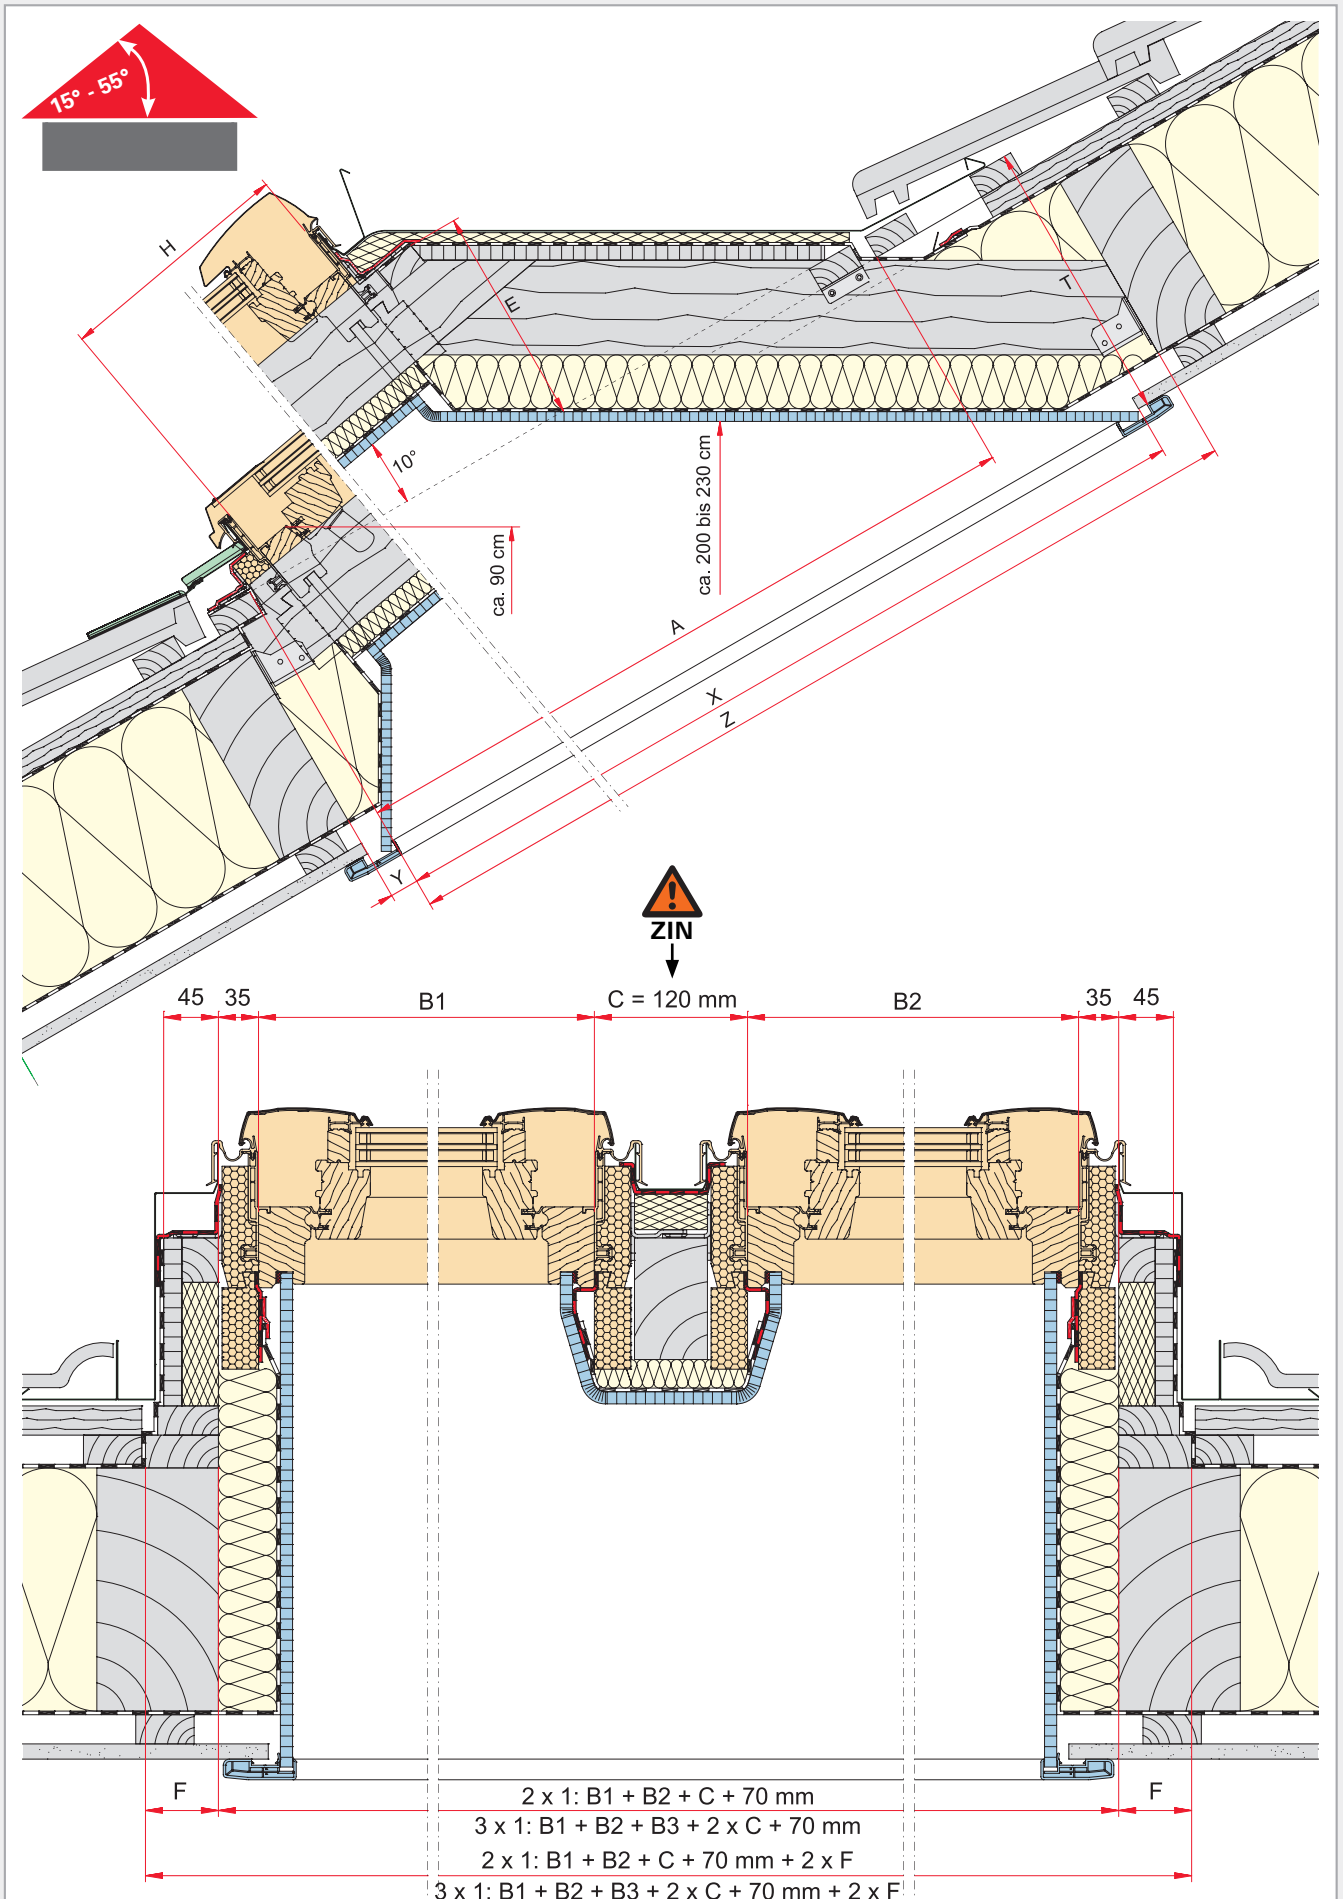 15° - 55°
H
E
T
10°
ca. 90 cm
ca. 200 bis 230 cm
A
X
Z
Y
ZIN
45 35 B1 C = 120 mm B2 35 45
F 2 x 1: B1 + B2 + C + 70 mm F
3 x 1: B1 + B2 + B3 + 2 x C + 70 mm
2 x 1: B1 + B2 + C + 70 mm + 2 x F
3 x 1: B1 + B2 + B3 + 2 x C + 70 mm + 2 x F